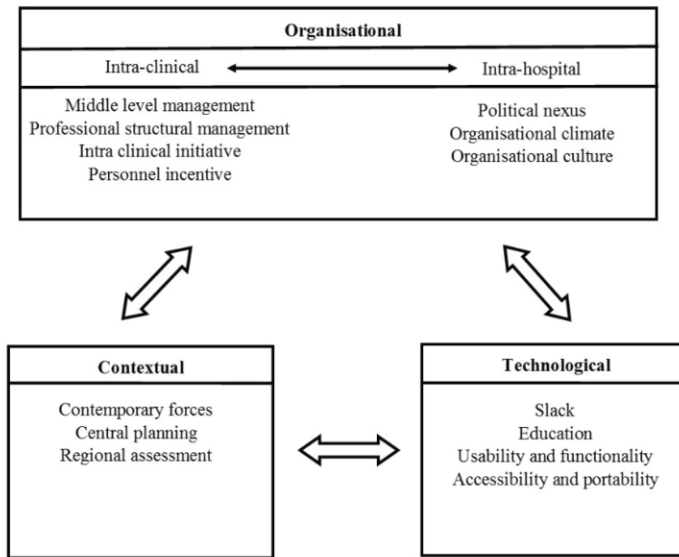 Organisational
Intra-clinical Intra-hospital
Middle level management
Professional structural management
Intra clinical initiative
Personnel incentive
Political nexus
Organisational climate
Organisational culture
Contextual
Contemporary forces
Central planning
Regional assessment
Technological
Slack
Education
Usability and functionality
Accessibility and portability